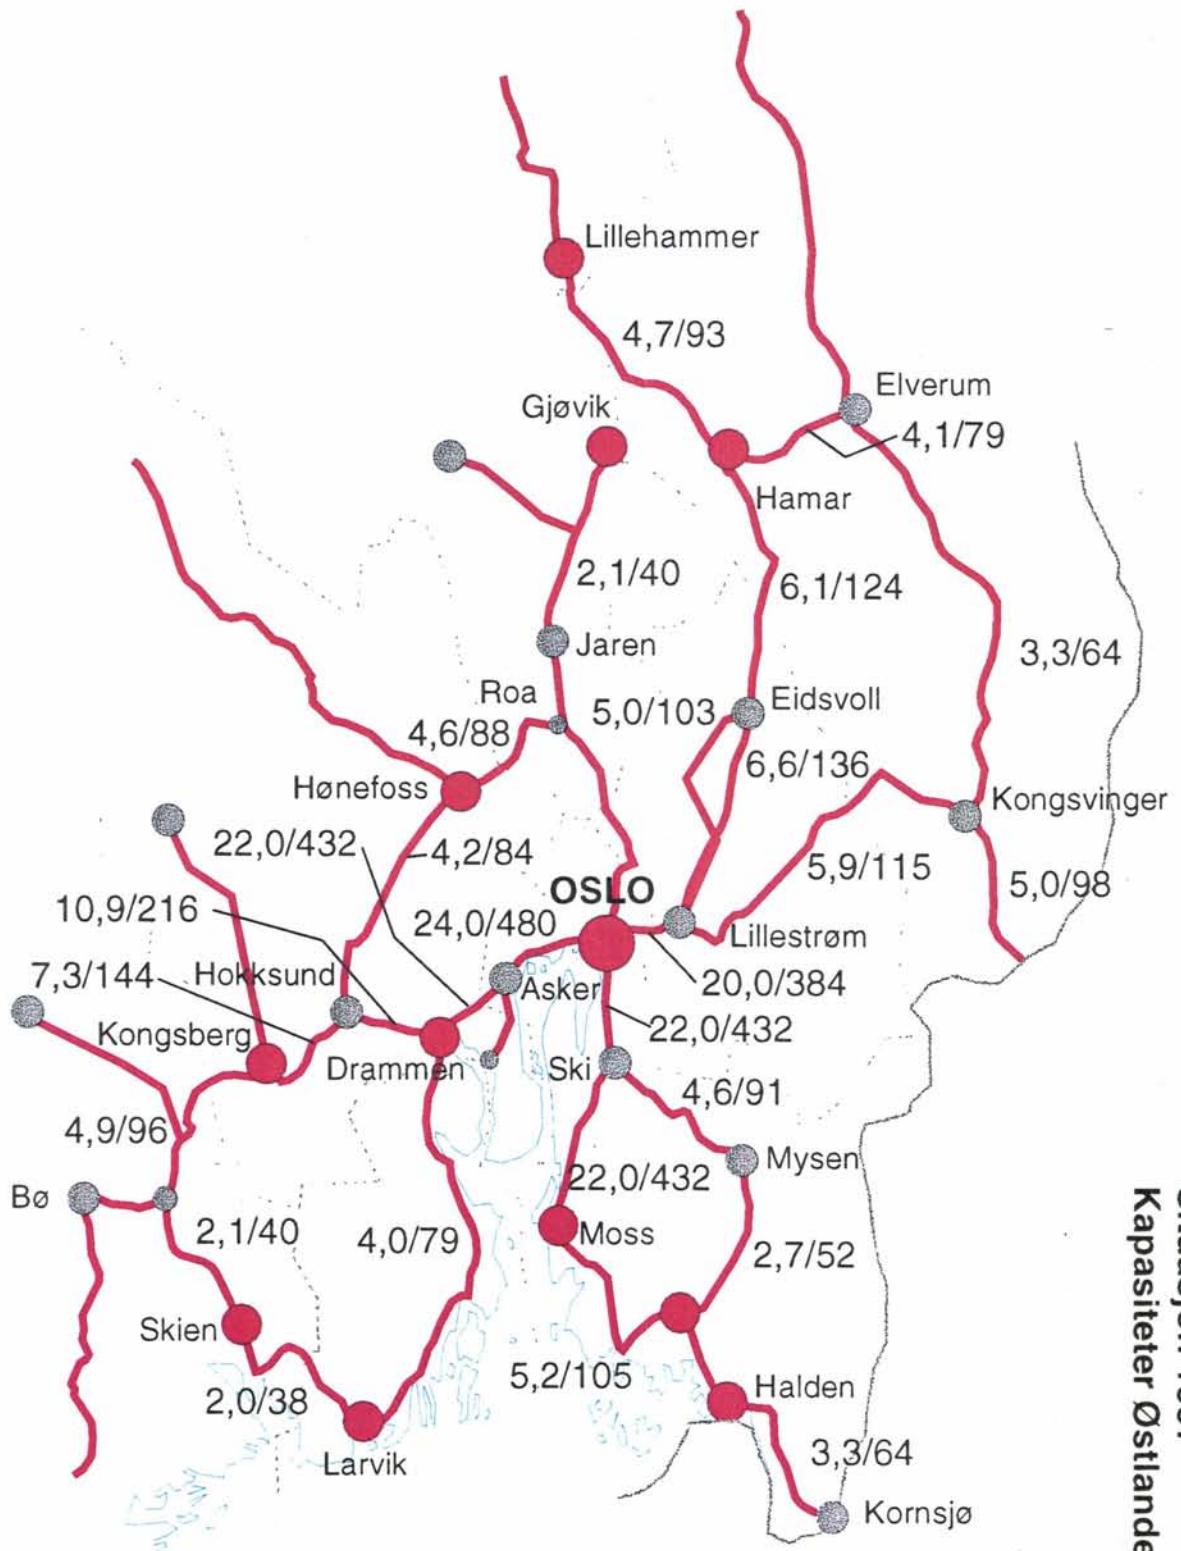 Lillehammer
4,7/93
Elverum
4,1/79
Gjøvik
Hamar
2,1/40
6,1/124
Jaren
3,3/64
Roa
5,0/103
Eidsvoll
4,6/88
6,6/136
Hønefoss
Kongsvinger
22,0/432
4,2/84
5,9/115
5,0/98
OSLO
10,9/216
24,0/480
Lillestrøm
7,3/144
Hokksund
Asker
20,0/384
Kongsberg
22,0/432
Drammen
Ski
4,6/91
4,9/96
Mysen
Bø
22,0/432
2,1/40
4,0/79
Moss
2,7/52
Skien
5,2/105
Halden
2,0/38
3,3/64
Larvik
Kornsjø
Kapasiteter Østlande